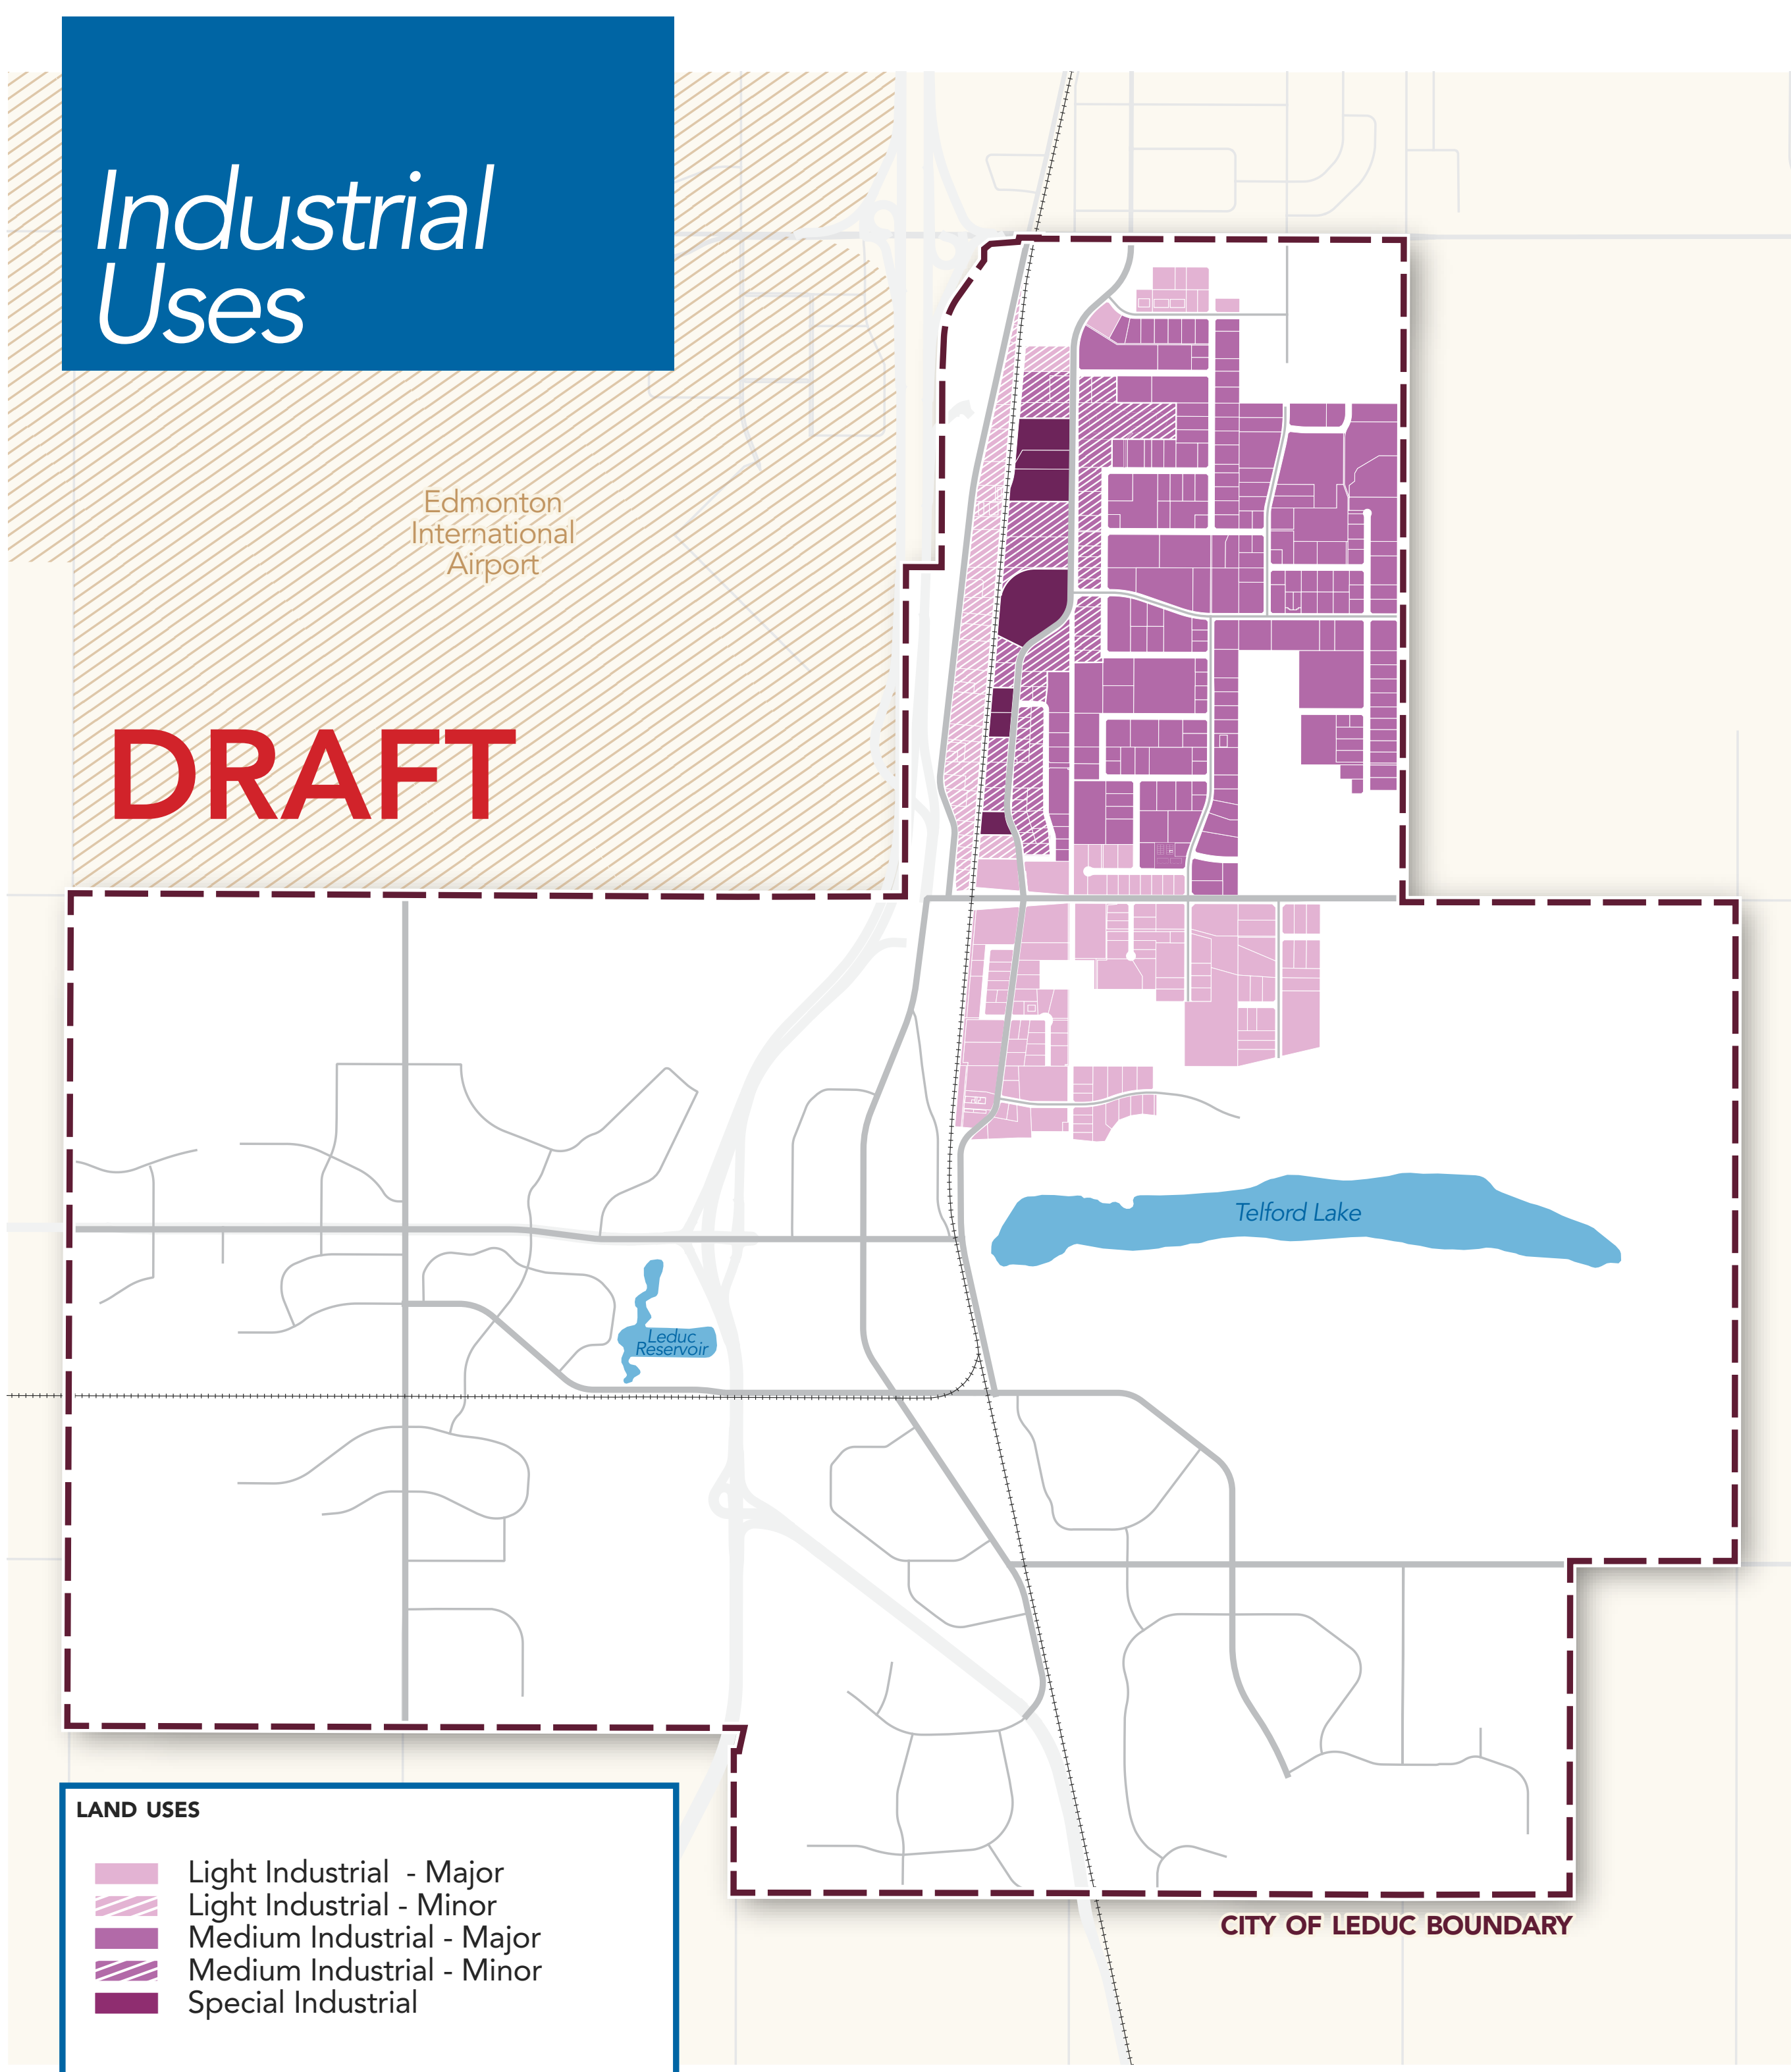 Industrial
Uses
Edmonton
International
Airport
DRAFT
Telford Lake
Leduc
Reservoir
LAND USES
Light Industrial - Major
Light Industrial - Minor
Medium Industrial - Major
Medium Industrial - Minor
Special Industrial
CITY OF LEDUC BOUNDARY